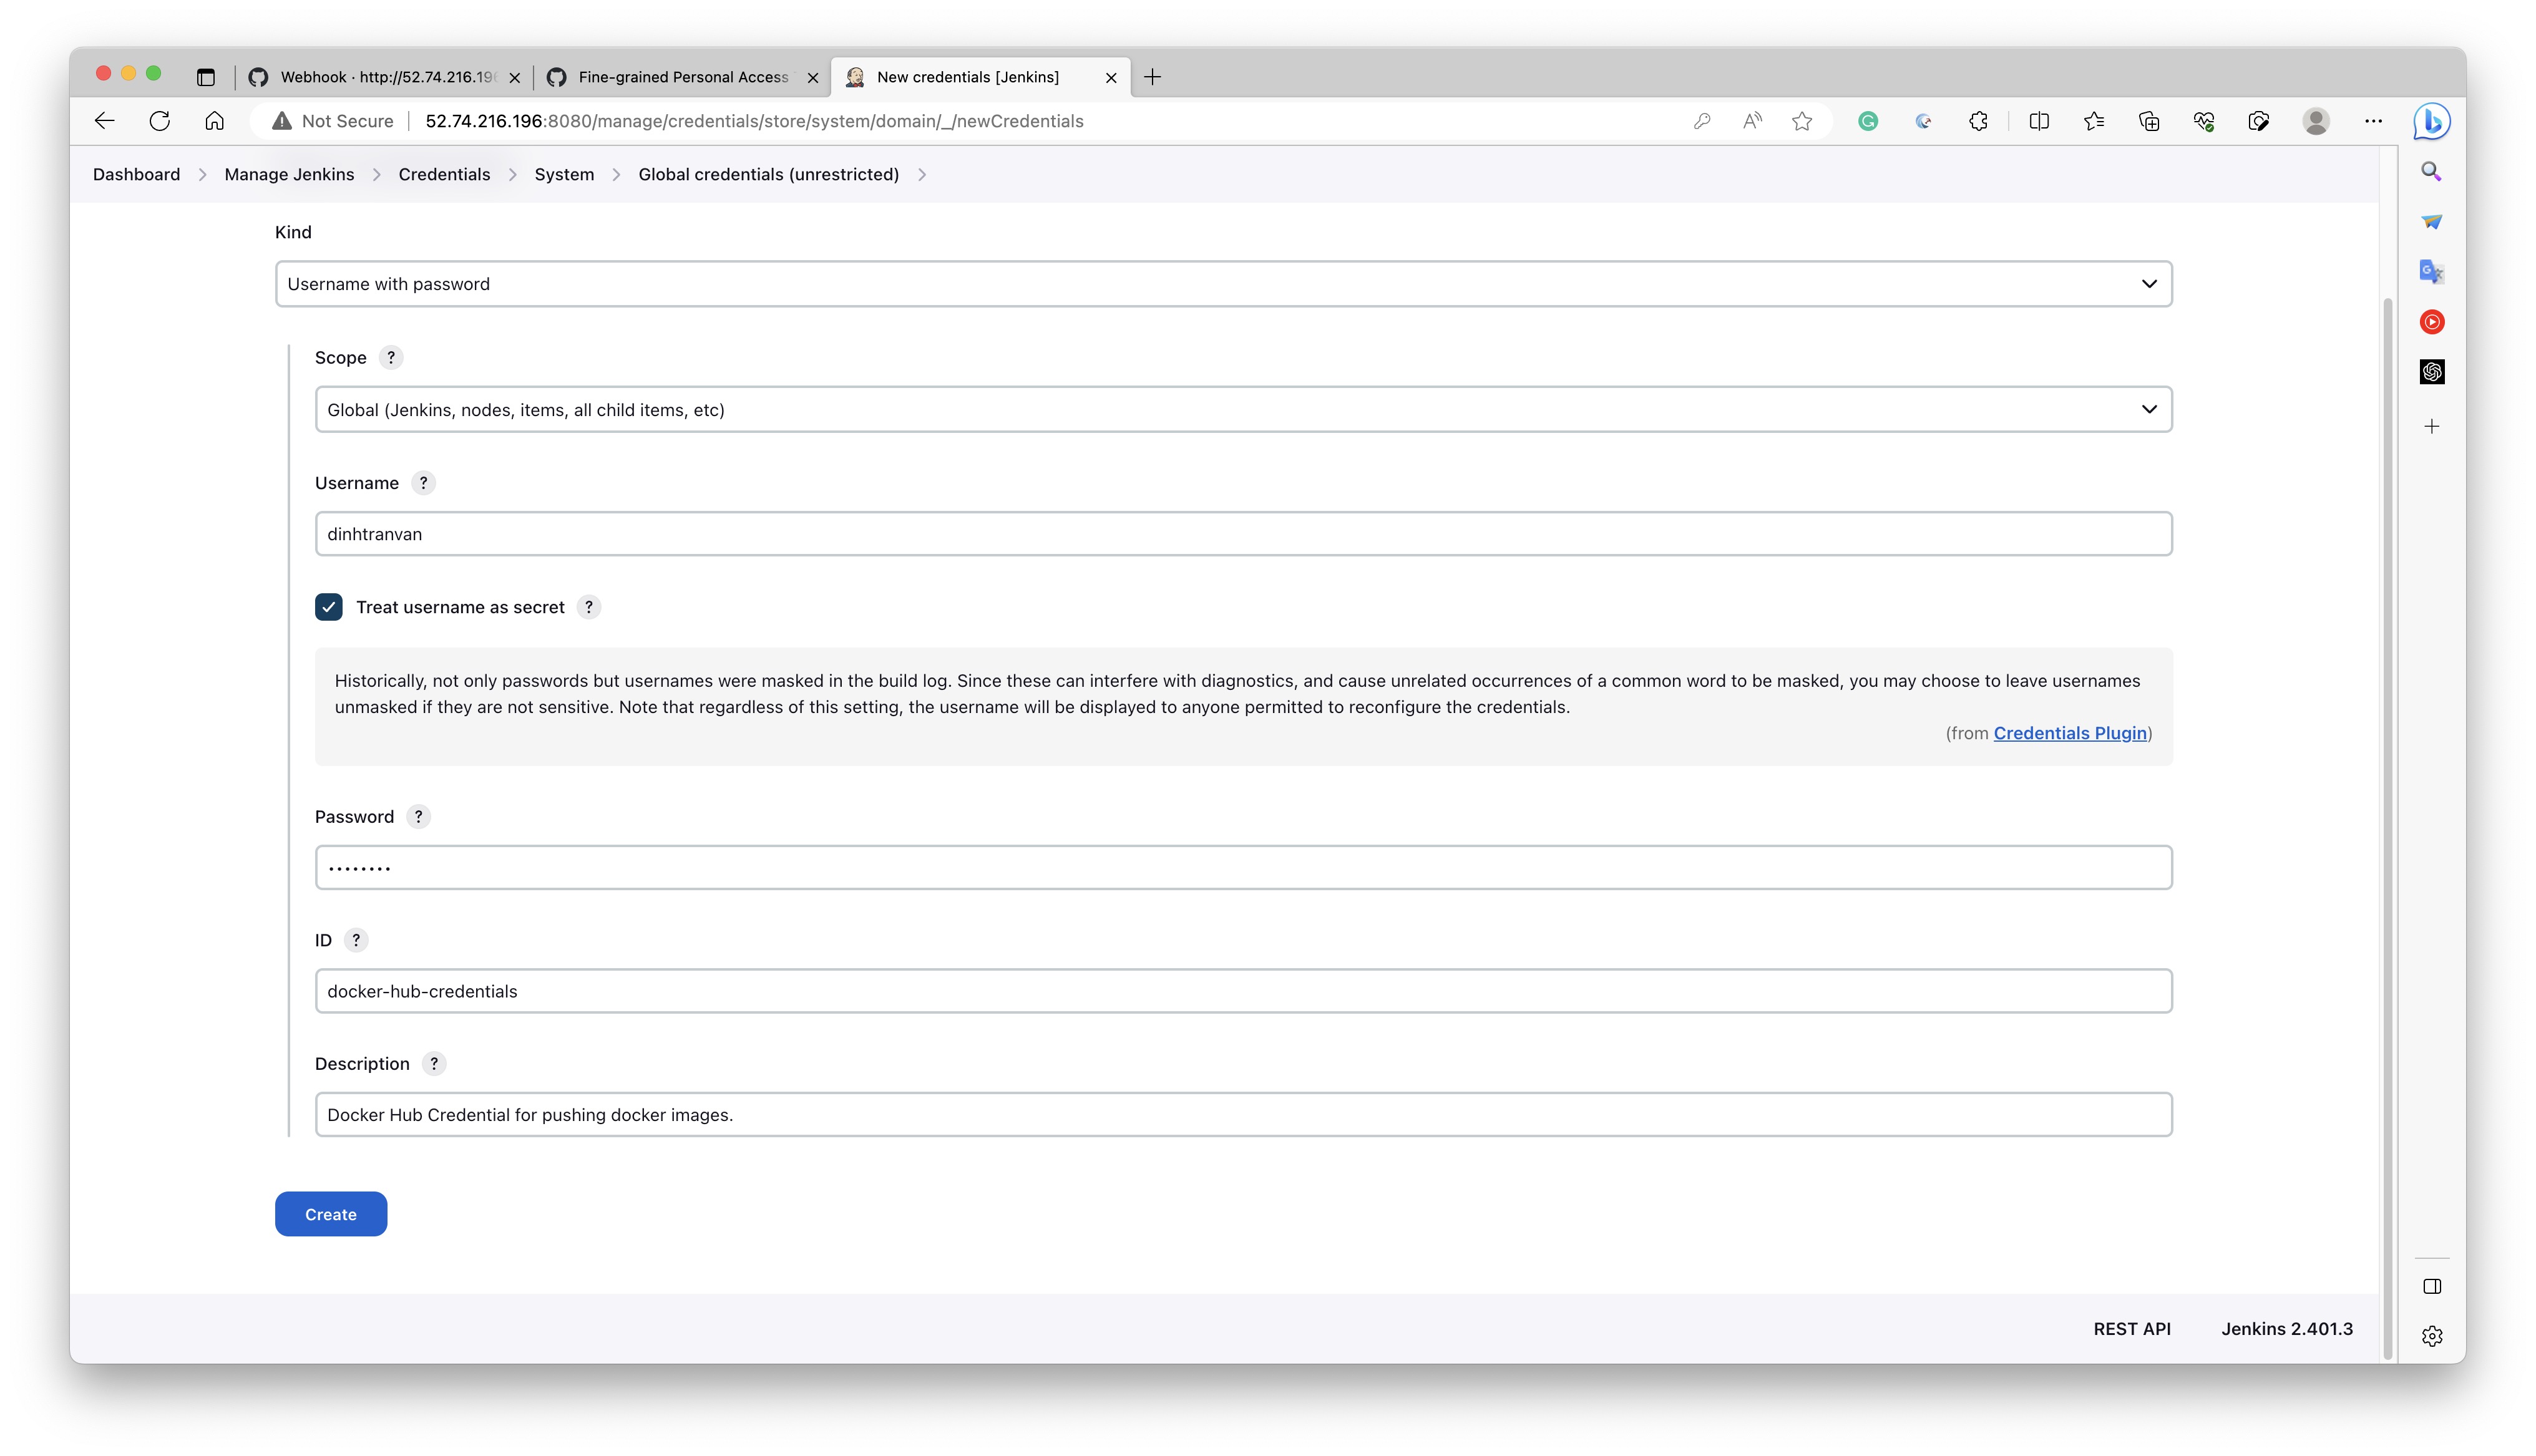 Webhook · http://52.74.216.196
Fine-grained Personal Access
New credentials [Jenkins]
Not Secure
52.74.216.196:8080/manage/credentials/store/system/domain/_/newCredentials
Dashboard > Manage Jenkins > Credentials > System > Global credentials (unrestricted) >
Kind
Username with password
Scope ?
Global (Jenkins, nodes, items, all child items, etc)
Username ?
dinhtranvan
Treat username as secret ?
Historically, not only passwords but usernames were masked in the build log. Since these can interfere with diagnostics, and cause unrelated occurrences of a common word to be masked, you may choose to leave usernames
unmasked if they are not sensitive. Note that regardless of this setting, the username will be displayed to anyone permitted to reconfigure the credentials.
(from Credentials Plugin)
Password ?
••••••••
ID ?
docker-hub-credentials
Description ?
Docker Hub Credential for pushing docker images.
Create
REST API
Jenkins 2.401.3